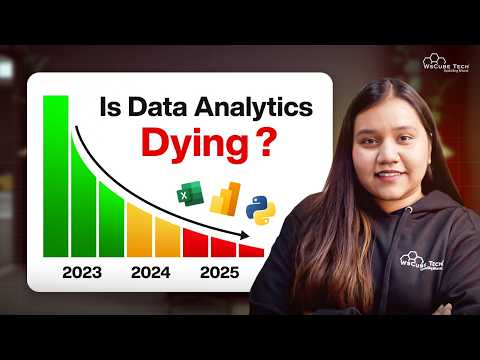 WsCube Tech
Is Data Analytics
Dying ?
X
2023
2024
2025
WsCube Tech